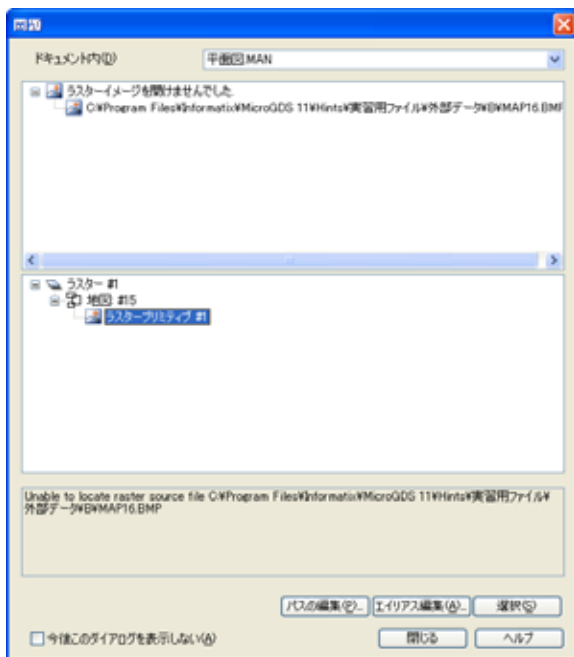 問題
ドキュメント内(D)
平面図.MAN
ラスターイメージを開けませんでした
C:¥Program Files¥Informatix¥MicroGDS 11¥Hints¥実習用ファイル¥外部データ¥B¥MAP16.BMP
ラスター #1
地図 #15
ラスタープリミティブ #1
Unable to locate raster source file C:¥Program Files¥Informatix¥MicroGDS 11¥Hints¥実習用ファイル¥
外部データ¥B¥MAP16.BMP
パスの編集(P)...
エイリアス編集(A)...
選択(S)
今後このダイアログを表示しない(A)
閉じる
ヘルプ